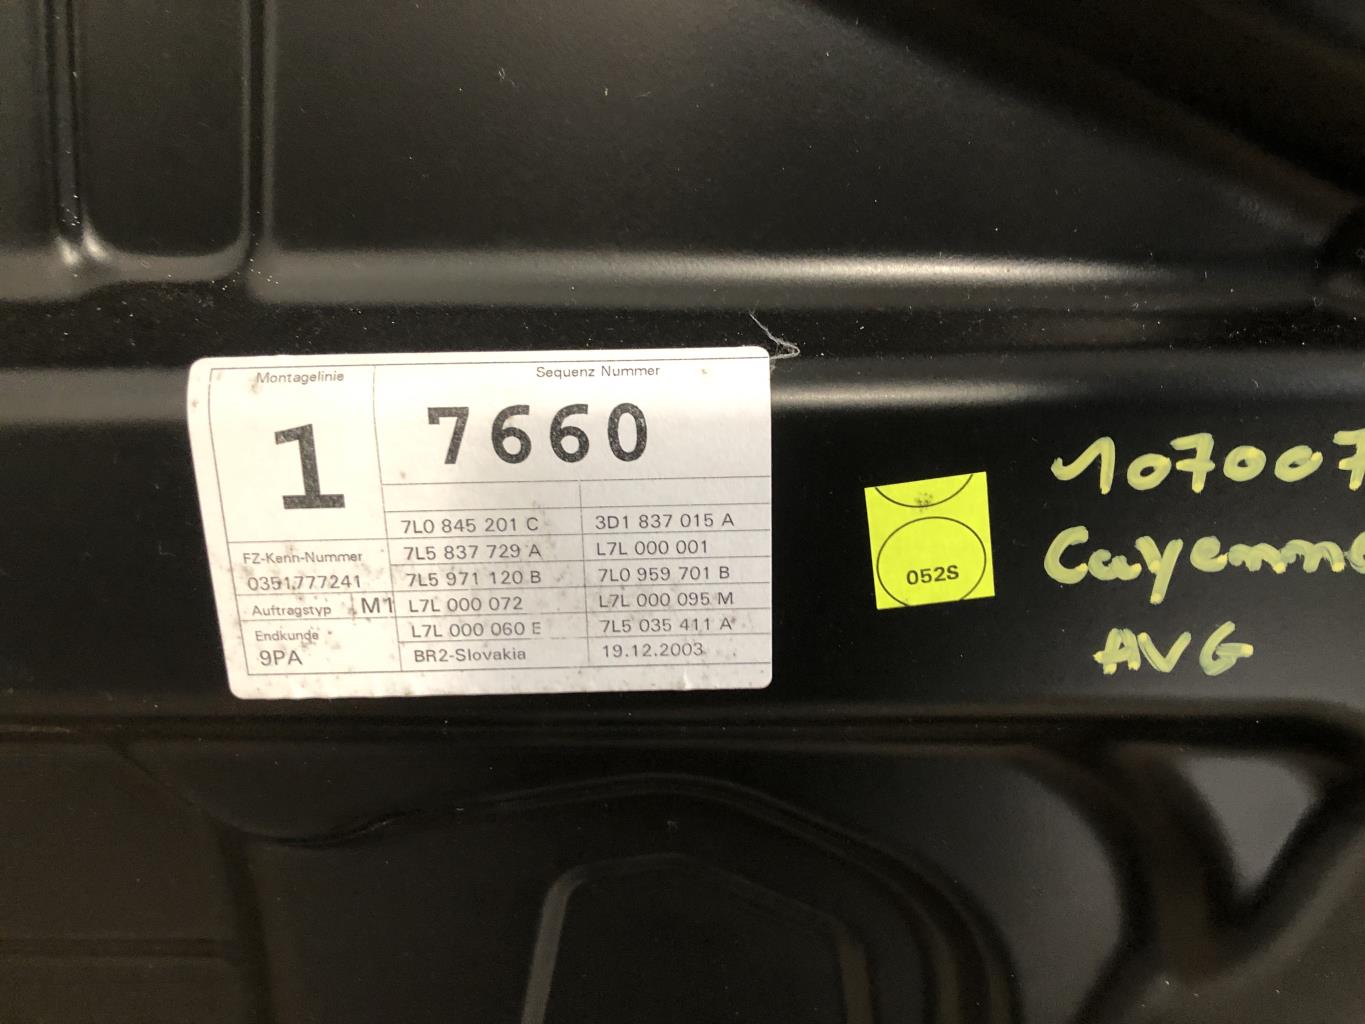 Montagelinie
1
Sequenz Nummer
7660
7L0 845 201 C 3D1 837 015 A
7L5 837 729 A L7L 000 001
7L5 971 120 B 7L0 959 701 B
L7L 000 072 L7L 000 095 M
L7L 000 060 E 7L5 035 411 A
BR2-Slovakia 19.12.2003
FZ-Kenn-Nummer
0351777241
Auftragstyp M1
Endkunde
9PA
052S
107007
Cayenne
AVG